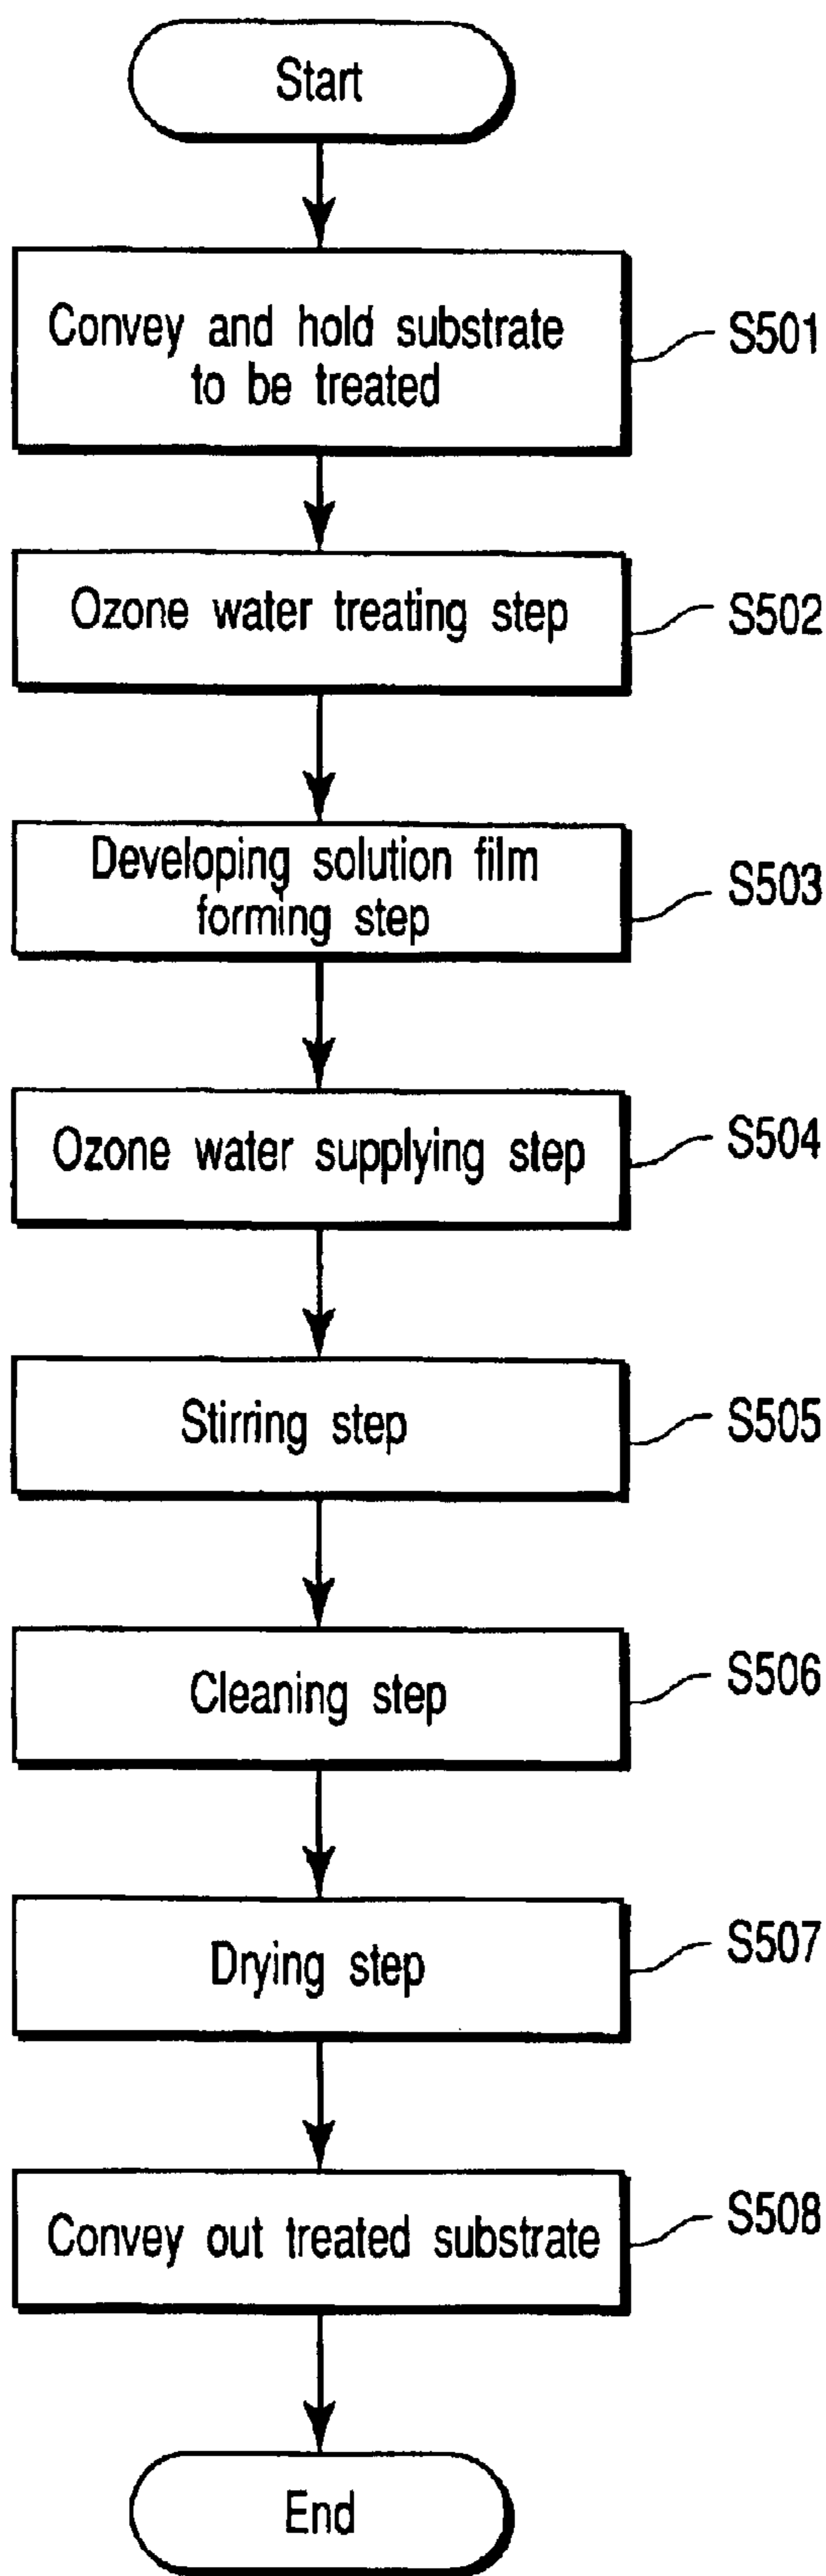 Start
Convey and hold substrate
to be treated
S501
Ozone water treating step
S502
Developing solution film
forming step
S503
Ozone water supplying step
S504
Stirring step
S505
Cleaning step
S506
Drying step
S507
Convey out treated substrate
S508
End